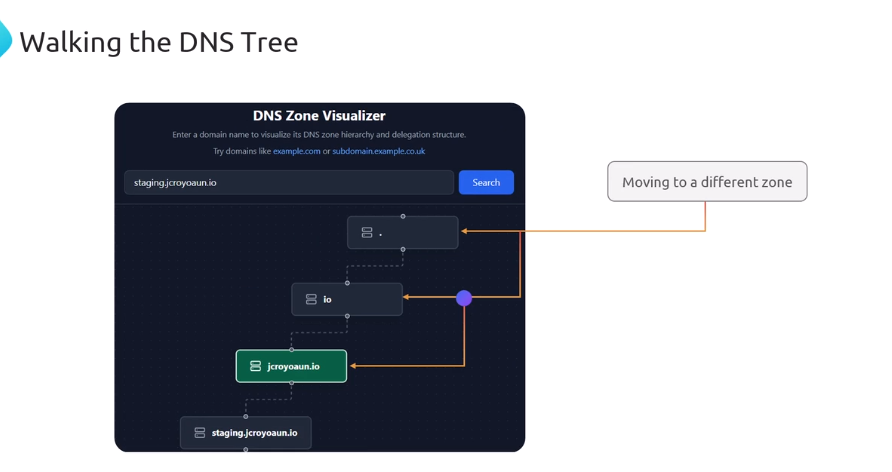 Walking the DNS Tree
DNS Zone Visualizer
Enter a domain name to visualize its DNS zone hierarchy and delegation structure.
Try domains like example.com or subdomain.example.co.uk
staging.jcroyoaun.io
Search
Moving to a different zone
.
io
jcroyoaun.io
staging.jcroyoaun.io